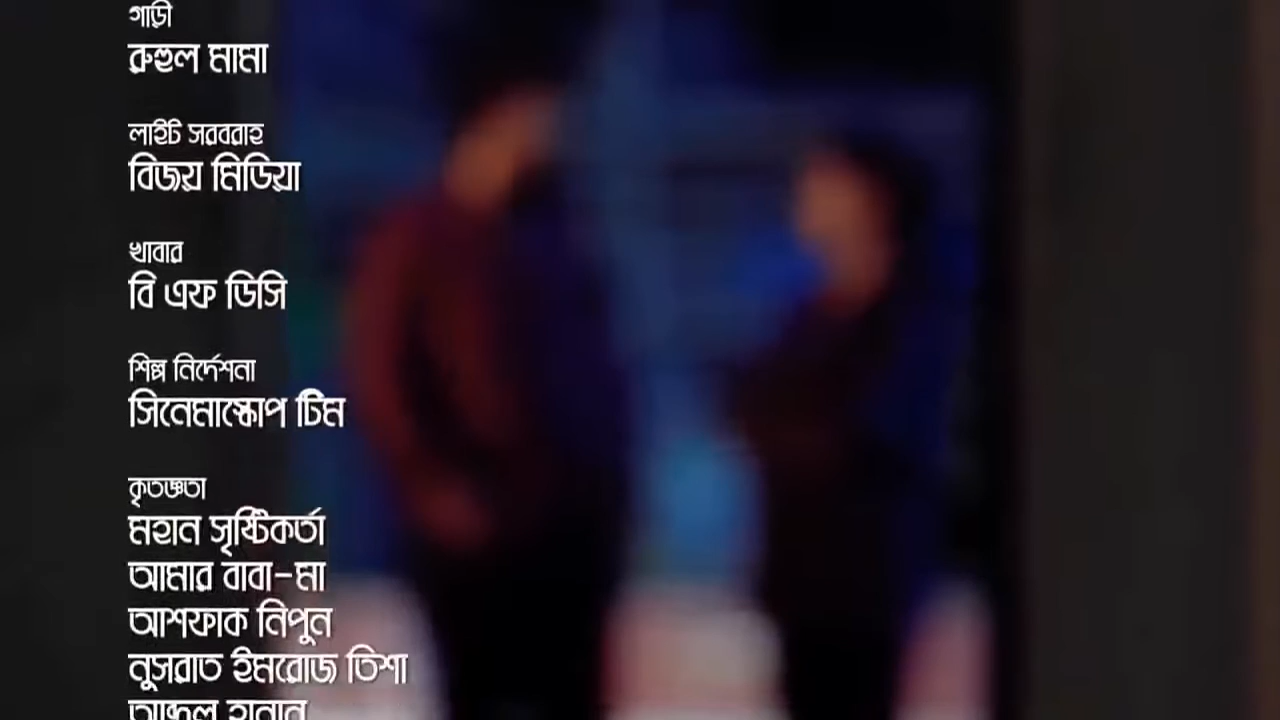 গাড়ী
রুহুল মামা
লাইট সরবরাহ
বিজয় মিডিয়া
খাবার
বি এফ ডিসি
শিল্প নির্দেশনা
সিনেমাস্কোপ টিম
কৃতজ্ঞতা
মহান সৃষ্টিকর্তা
আমার বাবা-মা
আশফাক নিপুন
নুসরাত ইমরোজ তিশা